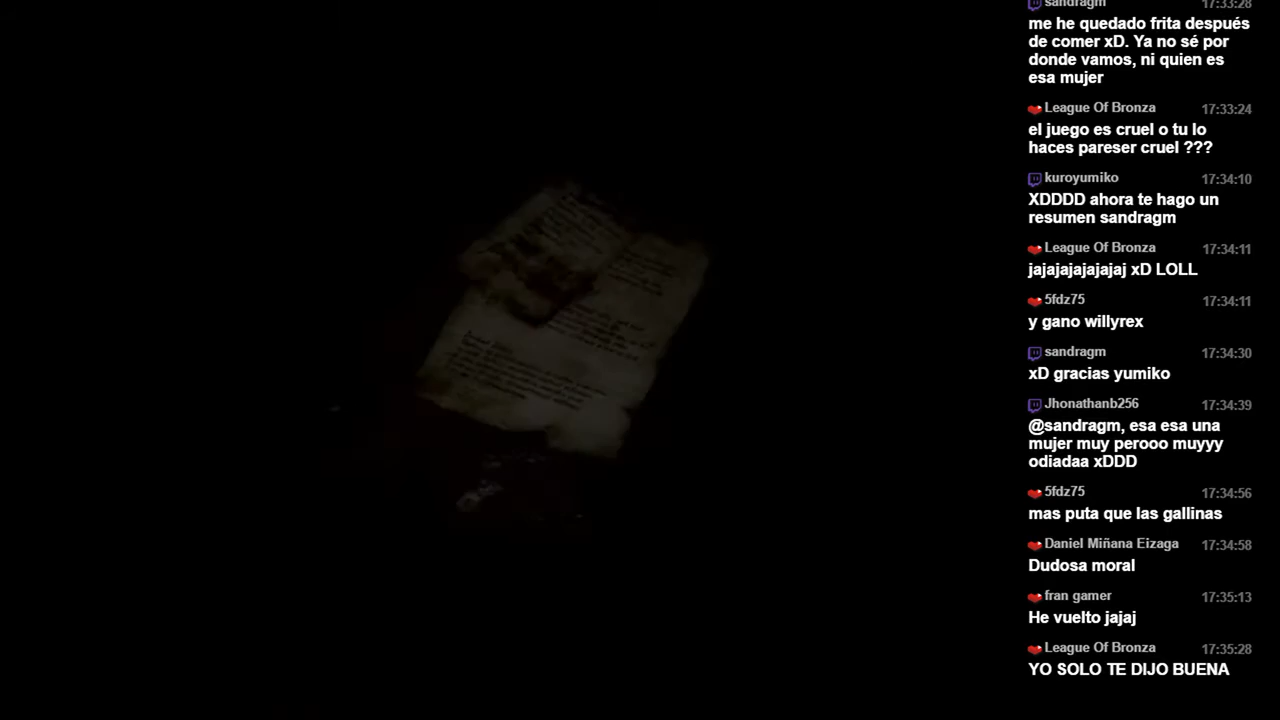 sandragm 17:33:28
me he quedado frita después
de comer xD. Ya no sé por
donde vamos, ni quien es
esa mujer
League Of Bronza 17:33:24
el juego es cruel o tu lo
haces pareser cruel ???
kuroyumiko 17:34:10
XDDDD ahora te hago un
resumen sandragm
League Of Bronza 17:34:11
jajajajajajaj xD LOLL
5fdz75 17:34:11
y gano willyrex
sandragm 17:34:30
xD gracias yumiko
Jhonathanb256 17:34:39
@sandragm, esa esa una
mujer muy perooo muyyy
odiadaa xDDD
5fdz75 17:34:56
mas puta que las gallinas
Daniel Miñana Eizaga 17:34:58
Dudosa moral
fran gamer 17:35:13
He vuelto jajaj
League Of Bronza 17:35:28
YO SOLO TE DIJO BUENA